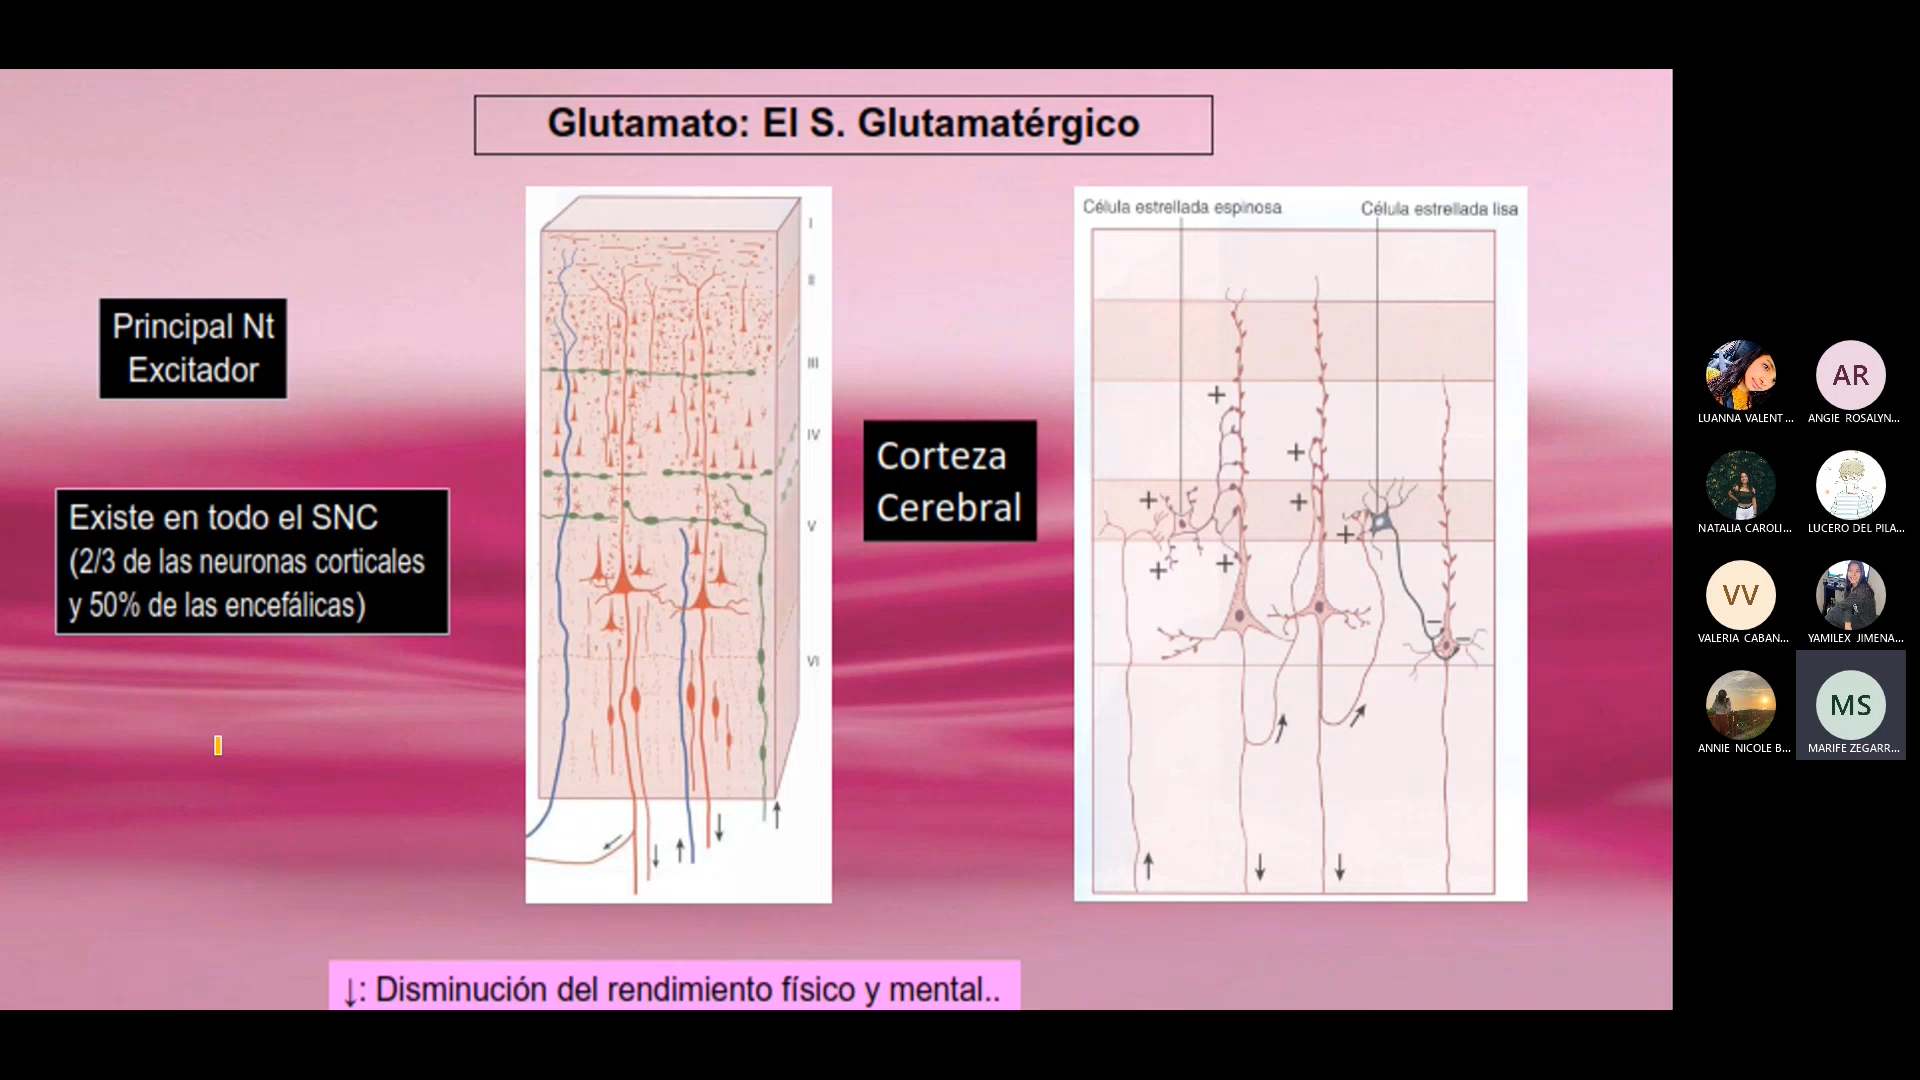 Glutamato: El S. Glutamatérgico
Principal Nt
Excitador
Existe en todo el SNC
(2/3 de las neuronas corticales
y 50% de las encefálicas)
I
II
III
IV
V
VI
Corteza
Cerebral
Célula estrellada espinosa
Célula estrellada lisa
+
+
+
+
+
+
+
−
−
↓: Disminución del rendimiento físico y mental..
LUANNA VALENT...
AR
ANGIE ROSALYN...
NATALIA CAROLI...
LUCERO DEL PILA...
VV
VALERIA CABAN...
YAMILEX JIMENA...
ANNIE NICOLE B...
MS
MARIFE ZEGARR...